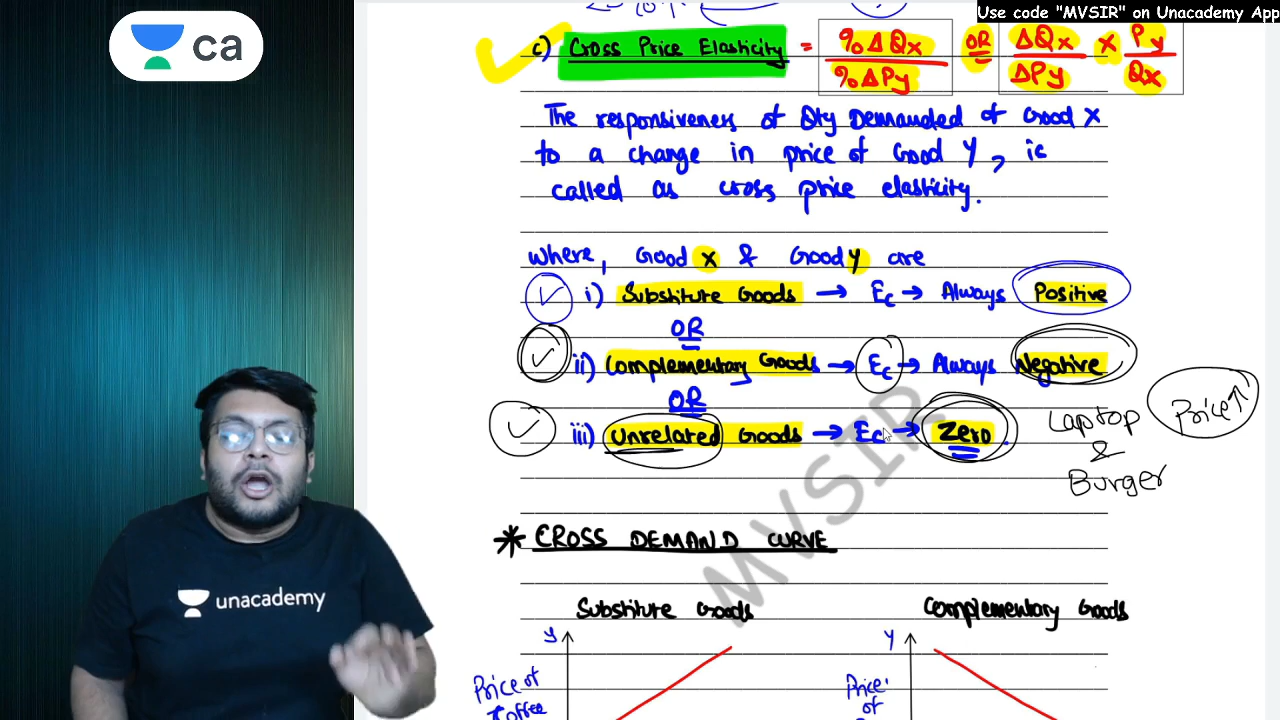 Use code "MVSIR" on Unacademy App
ca
c) Cross Price Elasticity = %ΔQx / %ΔPy OR ΔQx / ΔPy × Py / Qx
The responsiveness of Qty Demanded of Good X
to a change in price of Good Y, is
called as cross price elasticity.
where, Good x & Good y are
i) Substitute Goods → Ec → Always Positive
OR
ii) Complementary Goods → Ec → Always Negative
OR
iii) Unrelated Goods → Ec → Zero.
Laptop
&
Burger
Price↑
MVSIR
* CROSS DEMAND CURVE
Substitute Goods
Complementary Goods
y
y
Price of
Price
of
unacademy